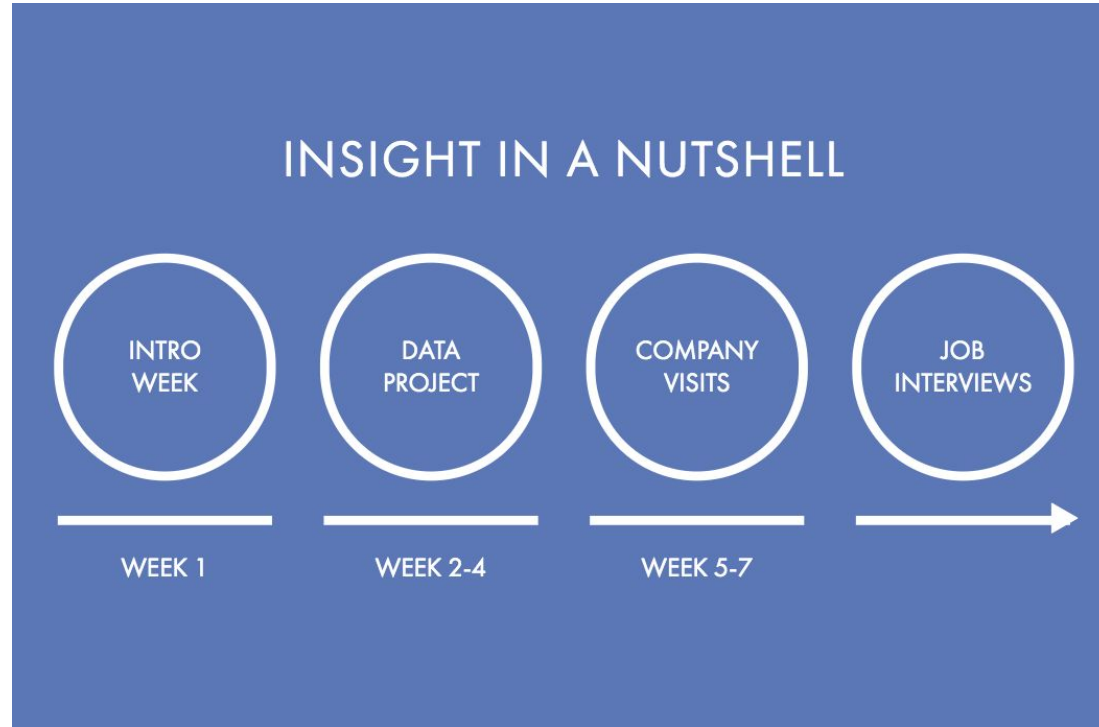 INSIGHT IN A NUTSHELL
INTRO
WEEK
DATA
PROJECT
COMPANY
VISITS
JOB
INTERVIEWS
WEEK 1
WEEK 2-4
WEEK 5-7